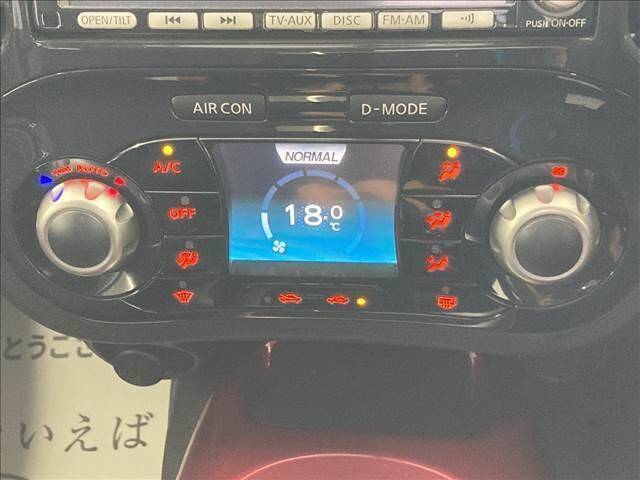 OPEN/TILT TV-AUX DISC FM-AM PUSH ON-OFF
AIR CON D-MODE
AUTO A/C NORMAL
OFF 18.0 ℃
とうこ
いえば